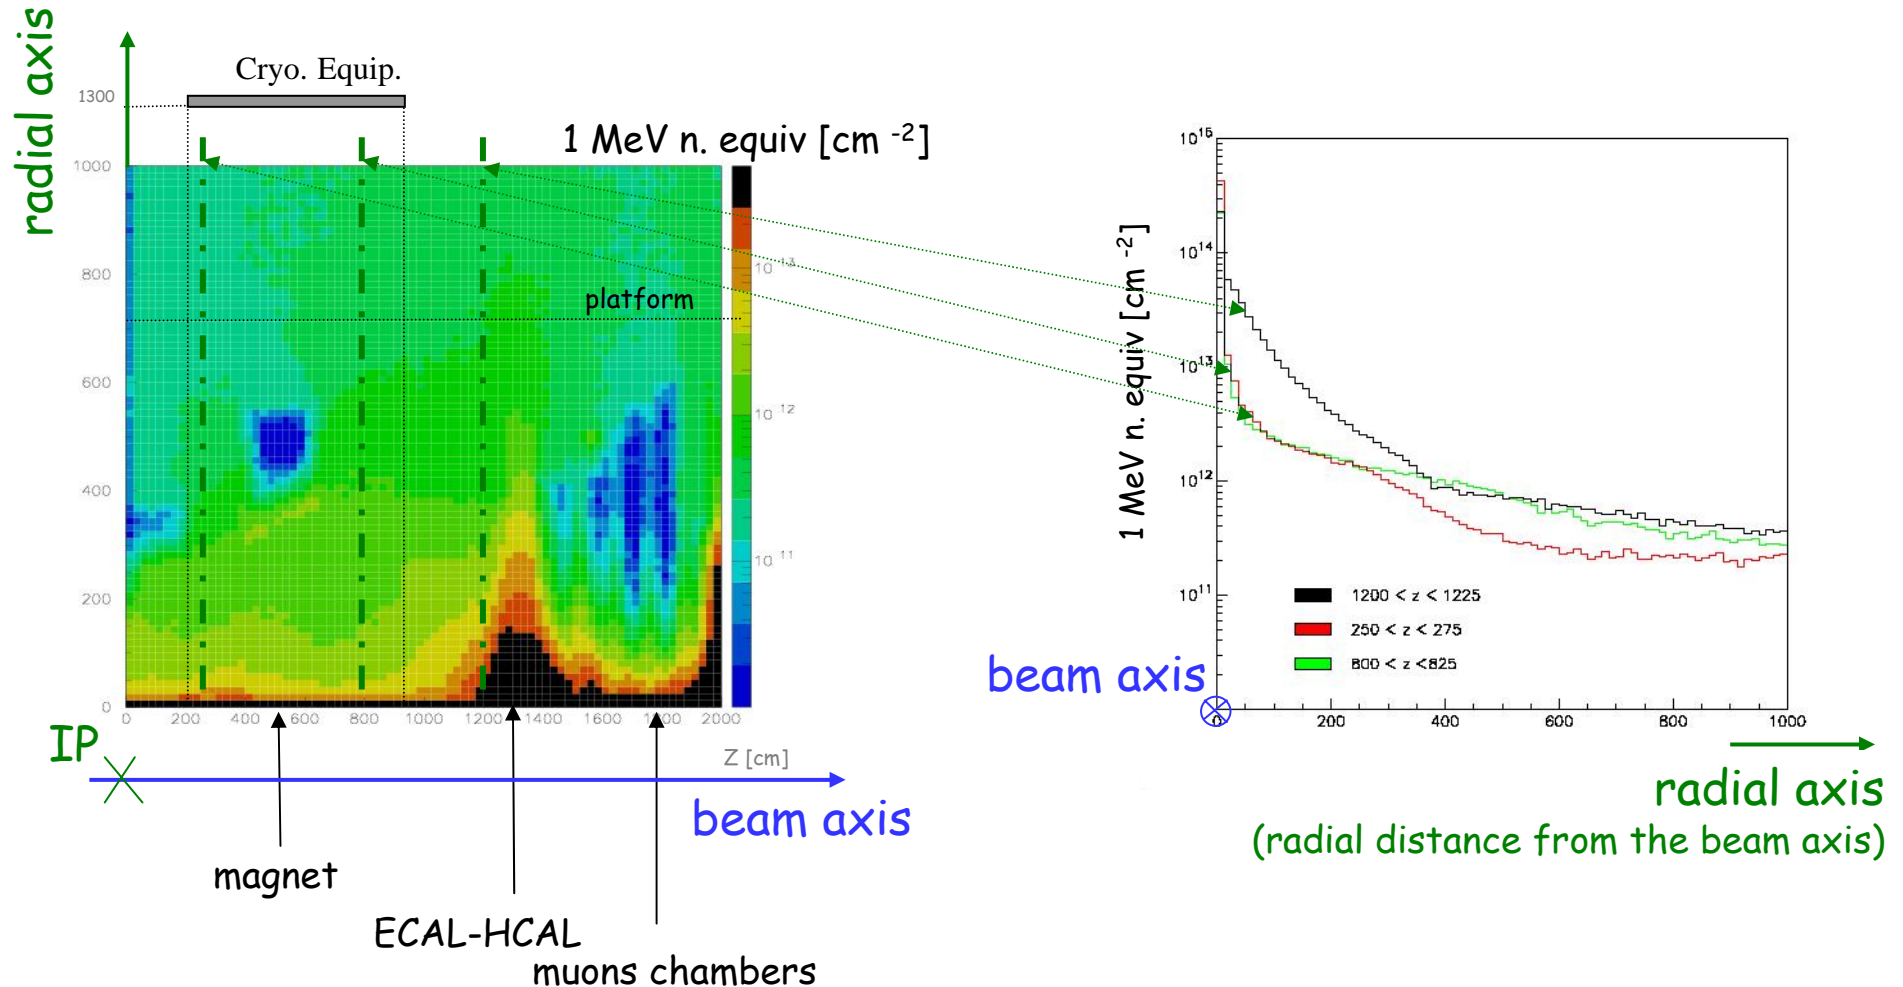 radial axis
Cryo. Equip.
1300
1000
800
600
400
200
0
1 MeV n. equiv [cm -2]
platform
10 13
10 12
10 11
0 200 400 600 800 1000 1200 1400 1600 1800 2000
Z [cm]
IP
beam axis
magnet
ECAL-HCAL
muons chambers
1 MeV n. equiv [cm -2]
10 15
10 14
10 13
10 12
10 11
1200 < z < 1225
250 < z < 275
800 < z <825
beam axis
0 200 400 600 800 1000
radial axis
(radial distance from the beam axis)